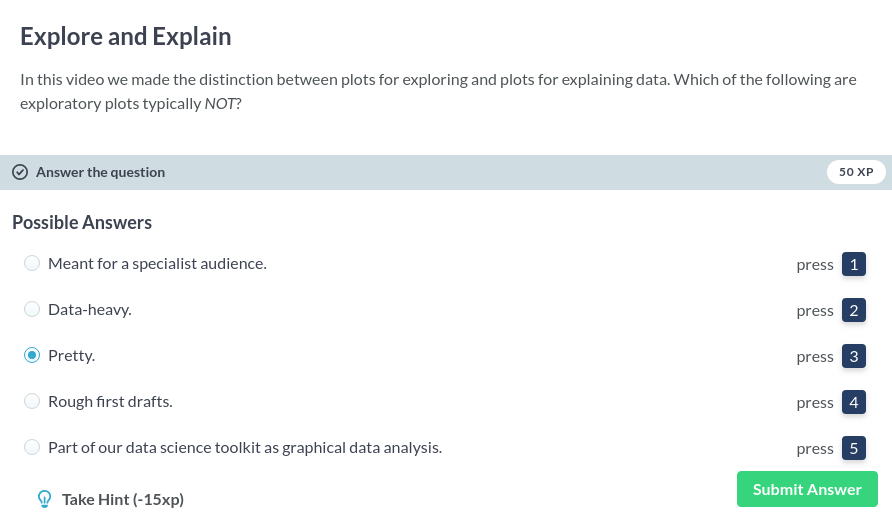 Explore and Explain
In this video we made the distinction between plots for exploring and plots for explaining data. Which of the following are
exploratory plots typically NOT?
Answer the question
50 XP
Possible Answers
Meant for a specialist audience.
press 1
Data-heavy.
press 2
Pretty.
press 3
Rough first drafts.
press 4
Part of our data science toolkit as graphical data analysis.
press 5
Take Hint (-15xp)
Submit Answer